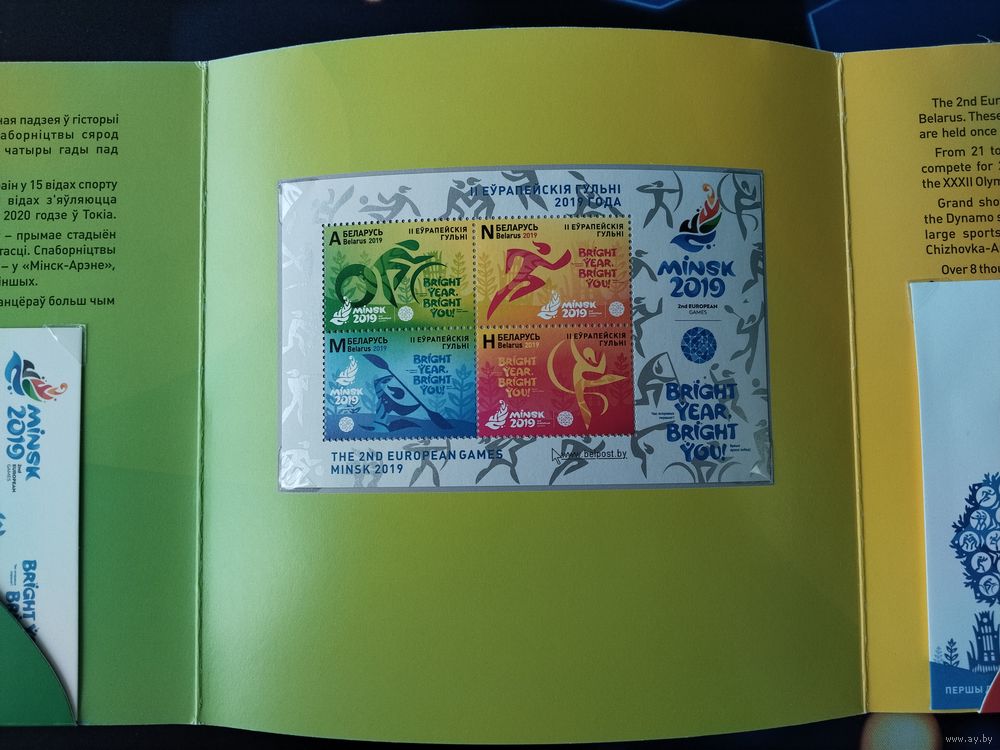 ная падзея ў гісторыі
аборніцтвы сярод
чатыры гады пад
аін у 15 відах спорту
відах з'яўляюцца
2020 годзе ў Токіа.
– прымае стадыён
тасці. Спаборніцтвы
– у «Мінск-Арэне»,
іншых.
анцёраў больш чым
MINSK
2019
2ND EUROPEAN
GAMES
BRIGHT
II ЕЎРАПЕЙСКІЯ ГУЛЬНІ
2019 ГОДА
A БЕЛАРУСЬ
Belarus 2019
II ЕЎРАПЕЙСКІЯ
ГУЛЬНІ
BRIGHT
YEAR,
BRIGHT
YOU!
MINSK
2019
N БЕЛАРУСЬ
Belarus 2019
II ЕЎРАПЕЙСКІЯ
ГУЛЬНІ
BRIGHT
YEAR,
BRIGHT
YOU!
MINSK
2019
M БЕЛАРУСЬ
Belarus 2019
II ЕЎРАПЕЙСКІЯ
ГУЛЬНІ
BRIGHT
YEAR,
BRIGHT
YOU!
MINSK
2019
H БЕЛАРУСЬ
Belarus 2019
II ЕЎРАПЕЙСКІЯ
ГУЛЬНІ
BRIGHT
YEAR,
BRIGHT
YOU!
MINSK
2019
MINSK
2019
2nd EUROPEAN
GAMES
BRIGHT
YEAR,
BRIGHT
YOU!
THE 2ND EUROPEAN GAMES
MINSK 2019
www.belpost.by
The 2nd Eur
Belarus. These
are held once
From 21 to
compete for 2
the XXXII Olym
Grand sho
the Dynamo s
large sports
Chizhovka-A
Over 8 thou
ПЕРШЫ Д
www.ay.by